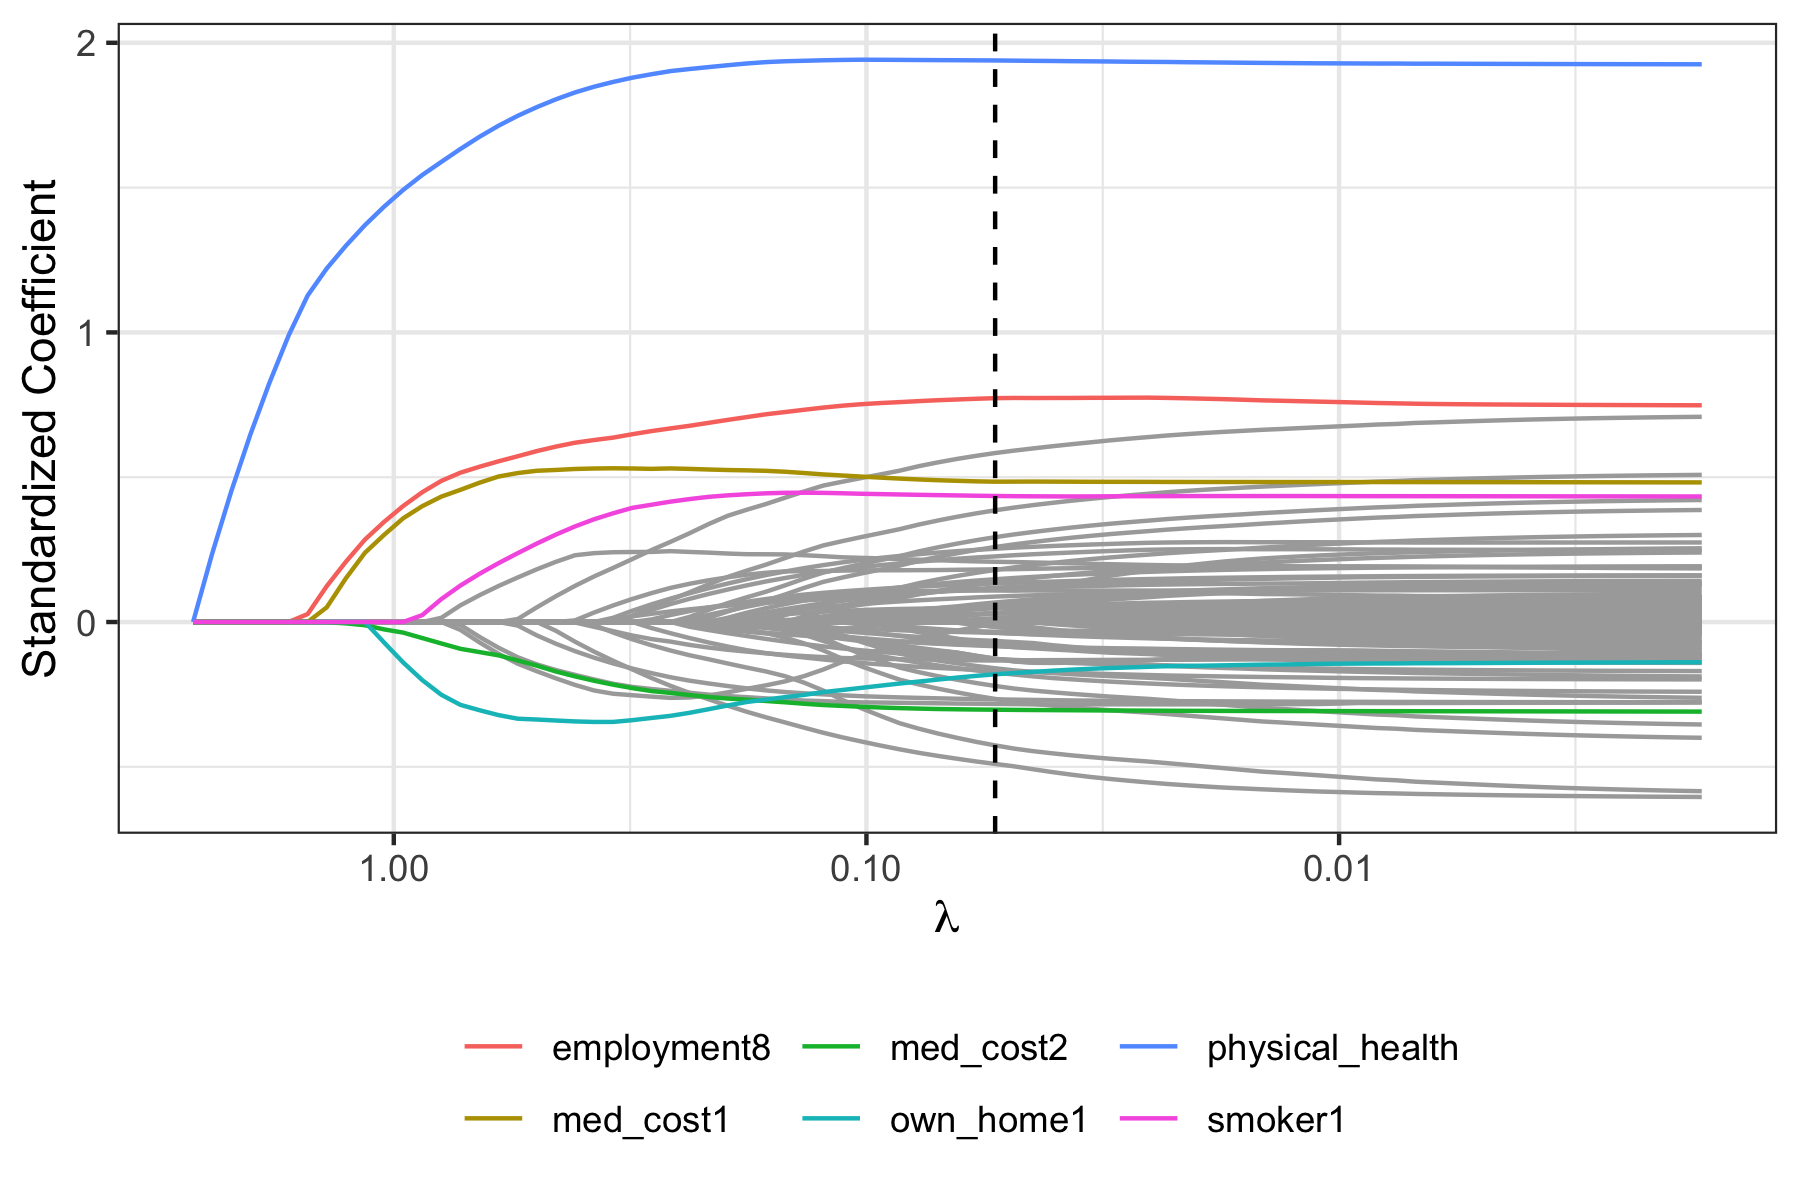 2
1
0
Standardized Coefficient
1.00 0.10 0.01
λ
employment8 med_cost2 physical_health
med_cost1 own_home1 smoker1